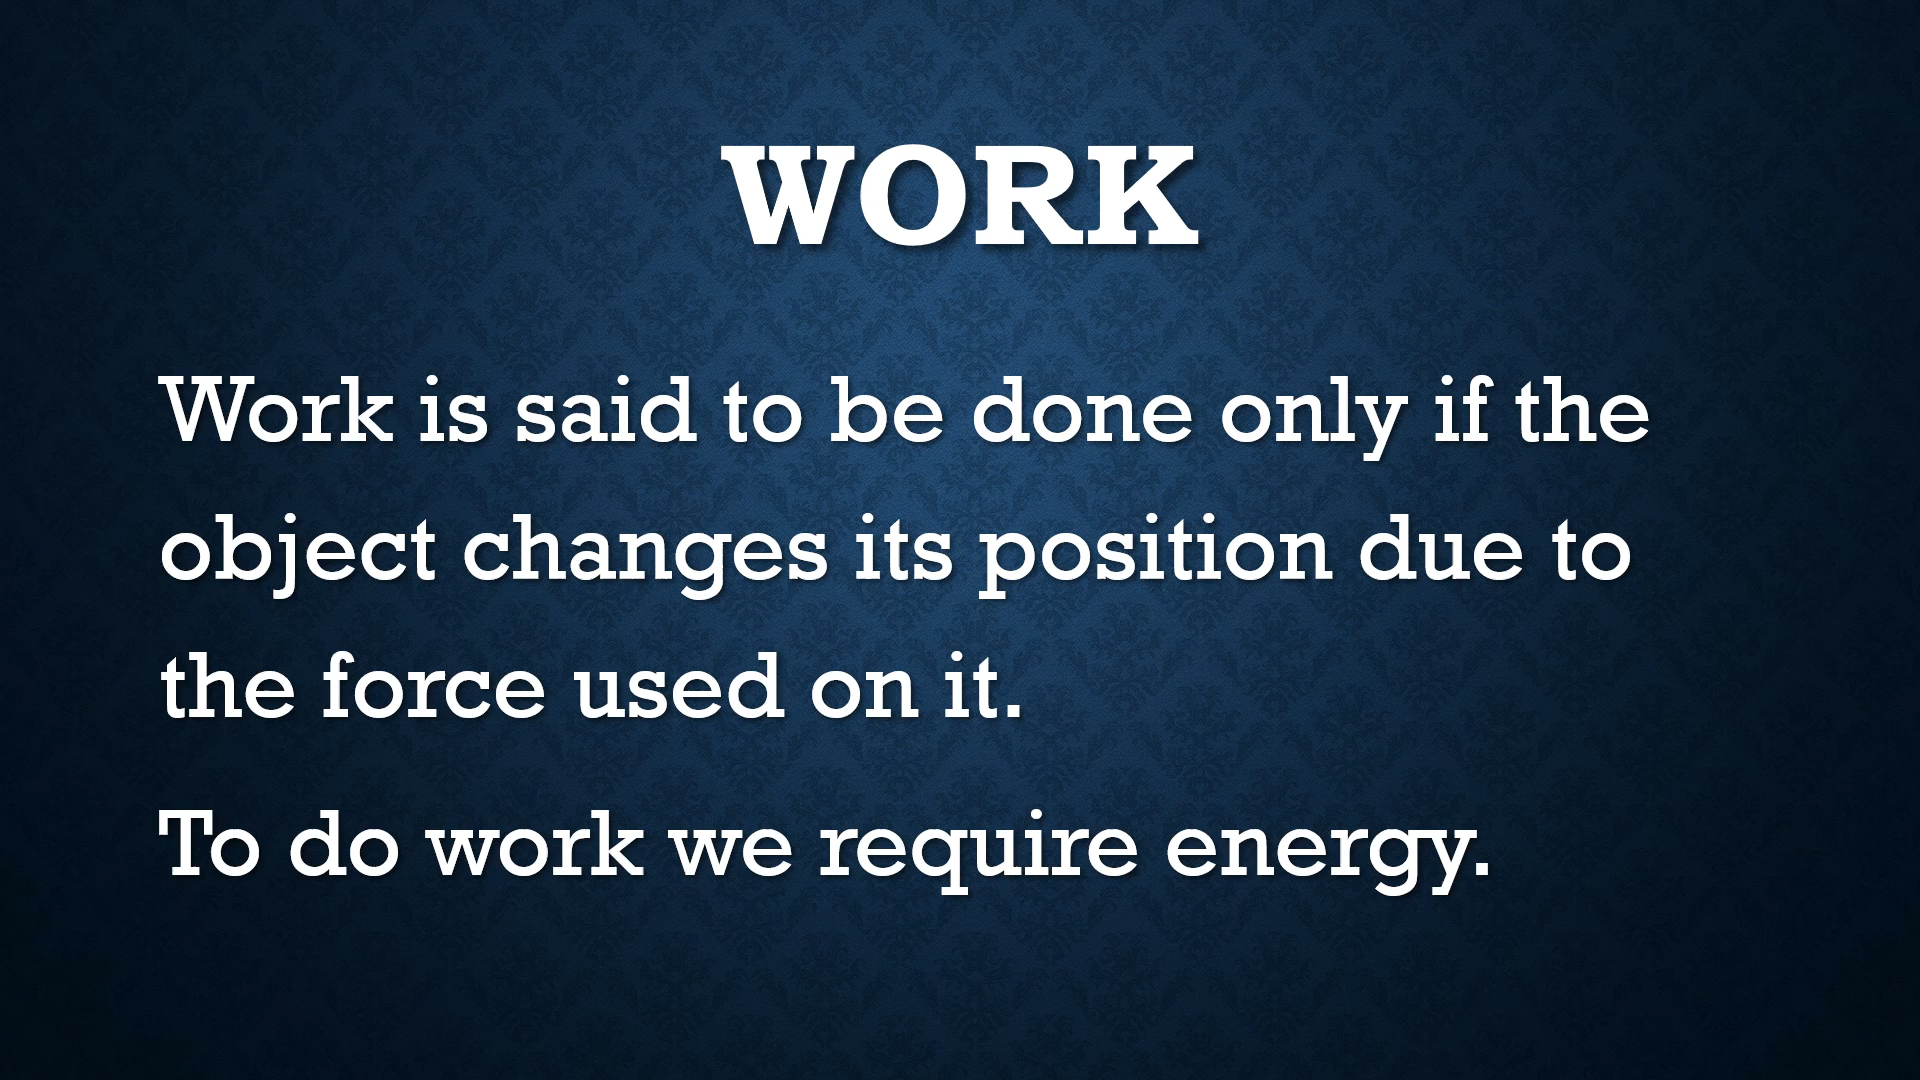 WORK
Work is said to be done only if the
object changes its position due to
the force used on it.
To do work we require energy.